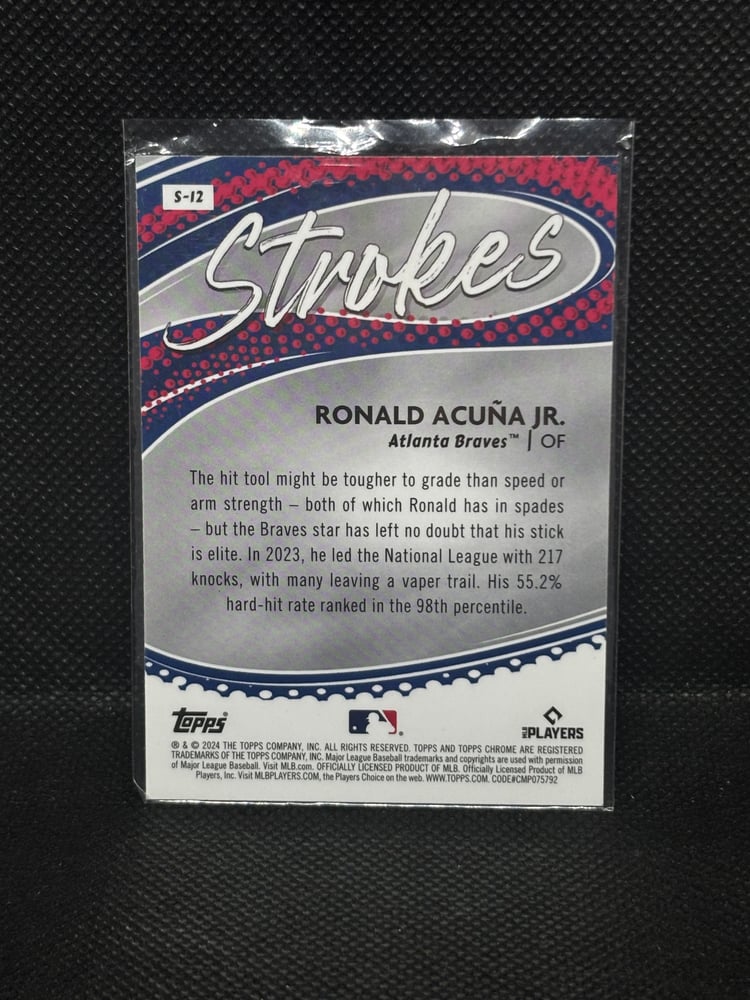 S-12
Strokes
RONALD ACUÑA JR.
Atlanta Braves™ | OF
The hit tool might be tougher to grade than speed or
arm strength – both of which Ronald has in spades
– but the Braves star has left no doubt that his stick
is elite. In 2023, he led the National League with 217
knocks, with many leaving a vaper trail. His 55.2%
hard-hit rate ranked in the 98th percentile.
Topps®
MLB PLAYERS
® & © 2024 THE TOPPS COMPANY, INC. ALL RIGHTS RESERVED. TOPPS AND TOPPS CHROME ARE REGISTERED
TRADEMARKS OF THE TOPPS COMPANY, INC. Major League Baseball trademarks and copyrights are used with permission
of Major League Baseball. Visit MLB.com. OFFICIALLY LICENSED PRODUCT OF MLB. Officially Licensed Product of MLB
Players, Inc. Visit MLBPLAYERS.COM, the Players Choice on the web. WWW.TOPPS.COM. CODE#CMP075792